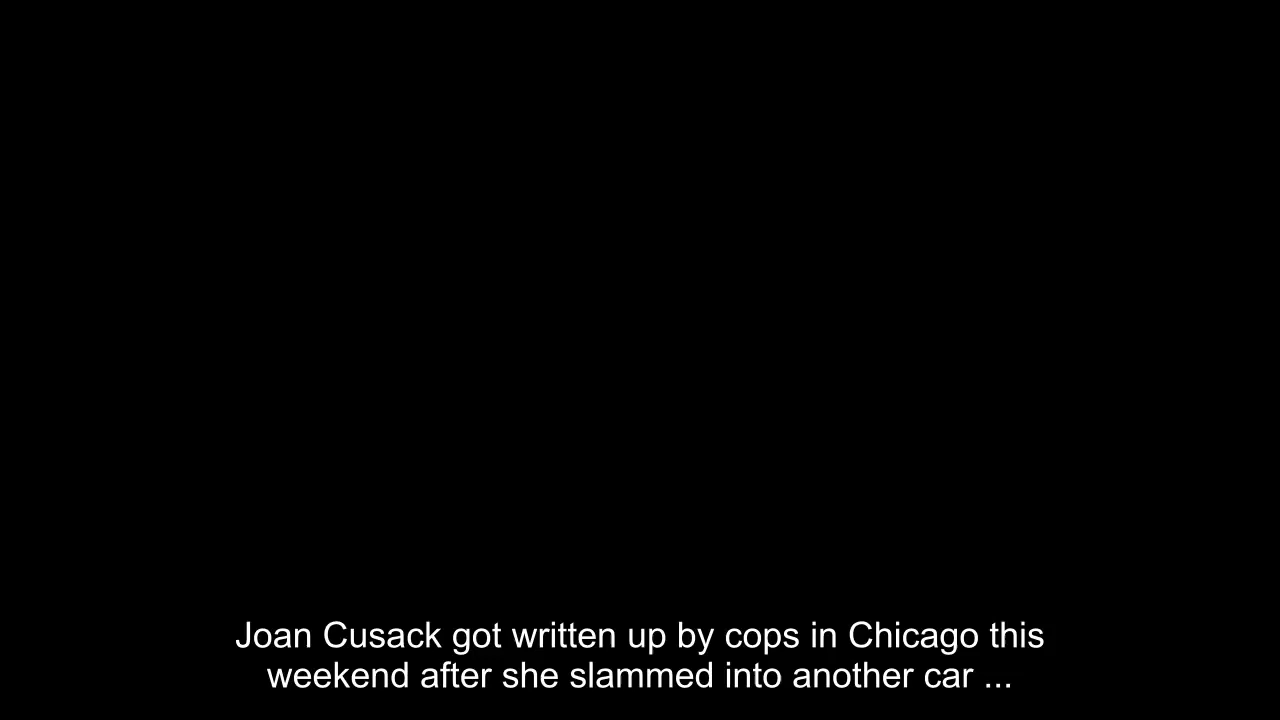 Joan Cusack got written up by cops in Chicago this
weekend after she slammed into another car ...